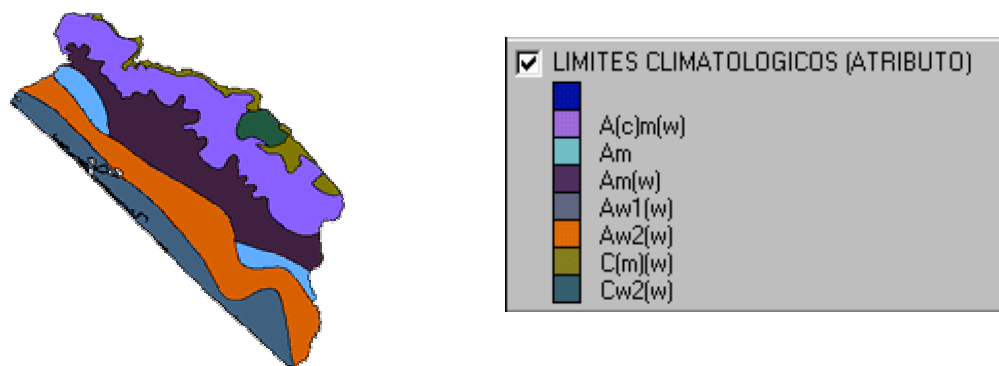 LIMITES CLIMATOLOGICOS (ATRIBUTO)
A(c)m(w)
Am
Am(w)
Aw1(w)
Aw2(w)
C(m)(w)
Cw2(w)